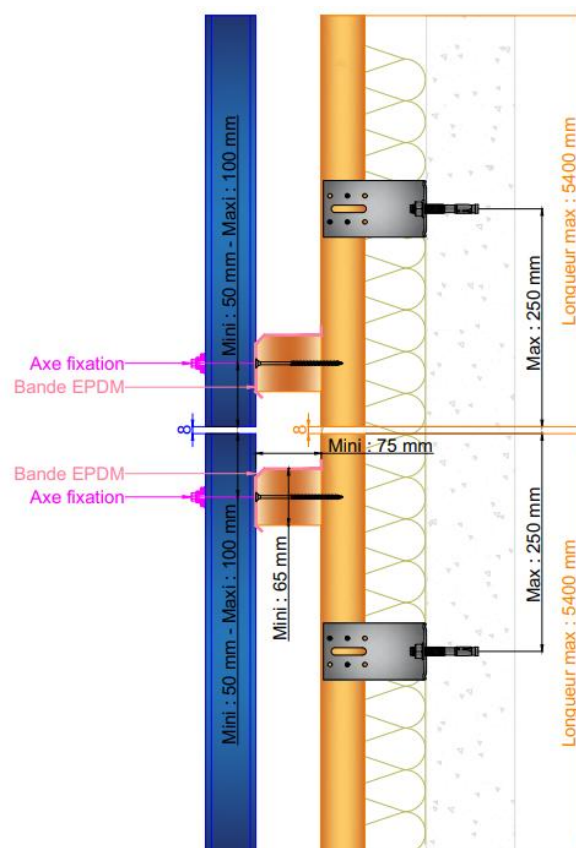 Mini : 50 mm - Maxi : 100 mm
Longueur max : 5400 mm
Max : 250 mm
Axe fixation
Bande EPDM
8
8
Mini : 75 mm
Bande EPDM
Axe fixation
Mini : 65 mm
Mini : 50 mm - Maxi : 100 mm
Max : 250 mm
Longueur max : 5400 mm